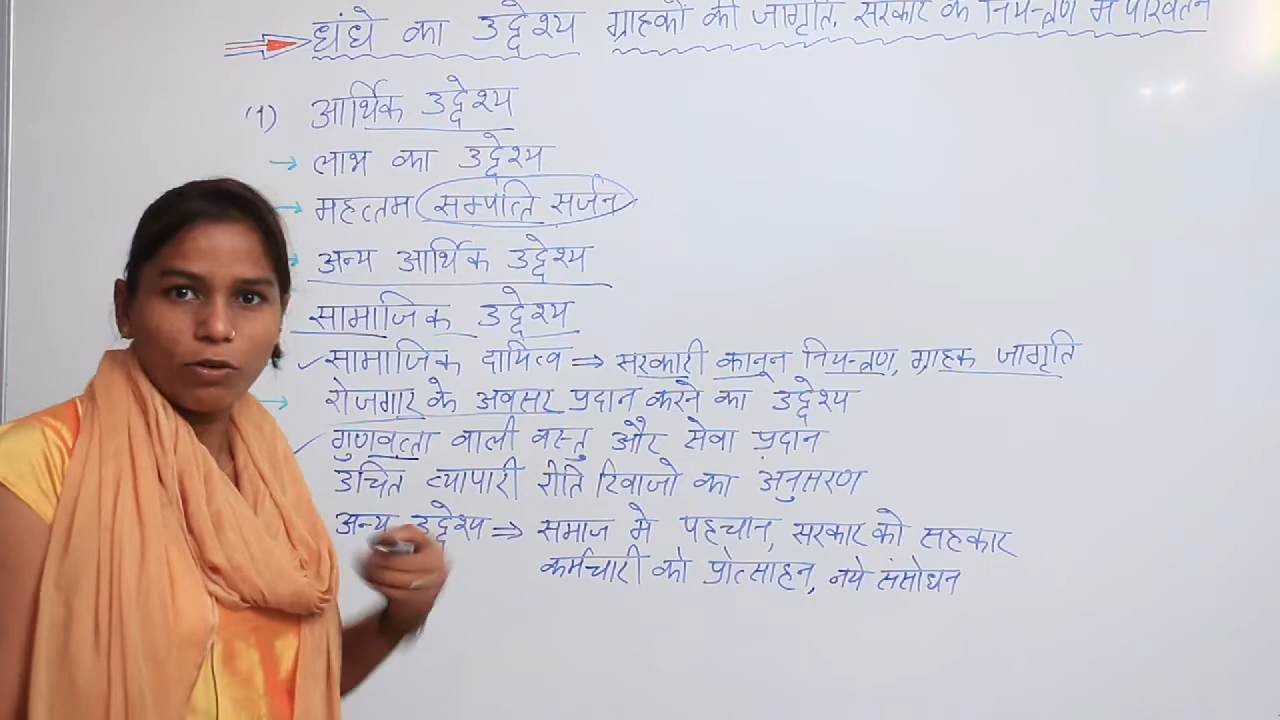 धंधे का उद्देश्य ग्राहकों की जागृति, सरकार के नियन्त्रण में परिवर्तन
(1) आर्थिक उद्देश्य
→ लाभ का उद्देश्य
→ महत्तम सम्पत्ति सर्जन
→ अन्य आर्थिक उद्देश्य
सामाजिक उद्देश्य
सामाजिक दायित्व ⇒ सरकारी कानून नियन्त्रण, ग्राहक जागृति
→ रोजगार के अवसर प्रदान करने का उद्देश्य
गुणवत्ता वाली वस्तु और सेवा प्रदान
उचित व्यापारी रीति रिवाजो का अनुसरण
अन्य उद्देश्य ⇒ समाज मे पहचान, सरकार को सहकार
कर्मचारी को प्रोत्साहन, नये संसोधन